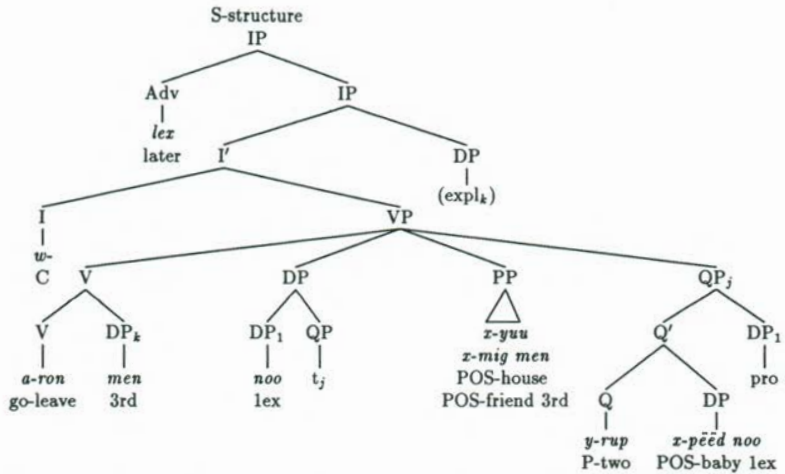 S-structure
IP
Adv IP
lex
later I′ DP
(expl_k)
I VP
w-
C V DP PP QP_j
V DP_k DP_1 QP x-yuu Q′ DP_1
x-mig men
a-ron men noo t_j POS-house pro
go-leave 3rd 1ex POS-friend 3rd Q DP
y-rup x-pëëd noo
P-two POS-baby 1ex